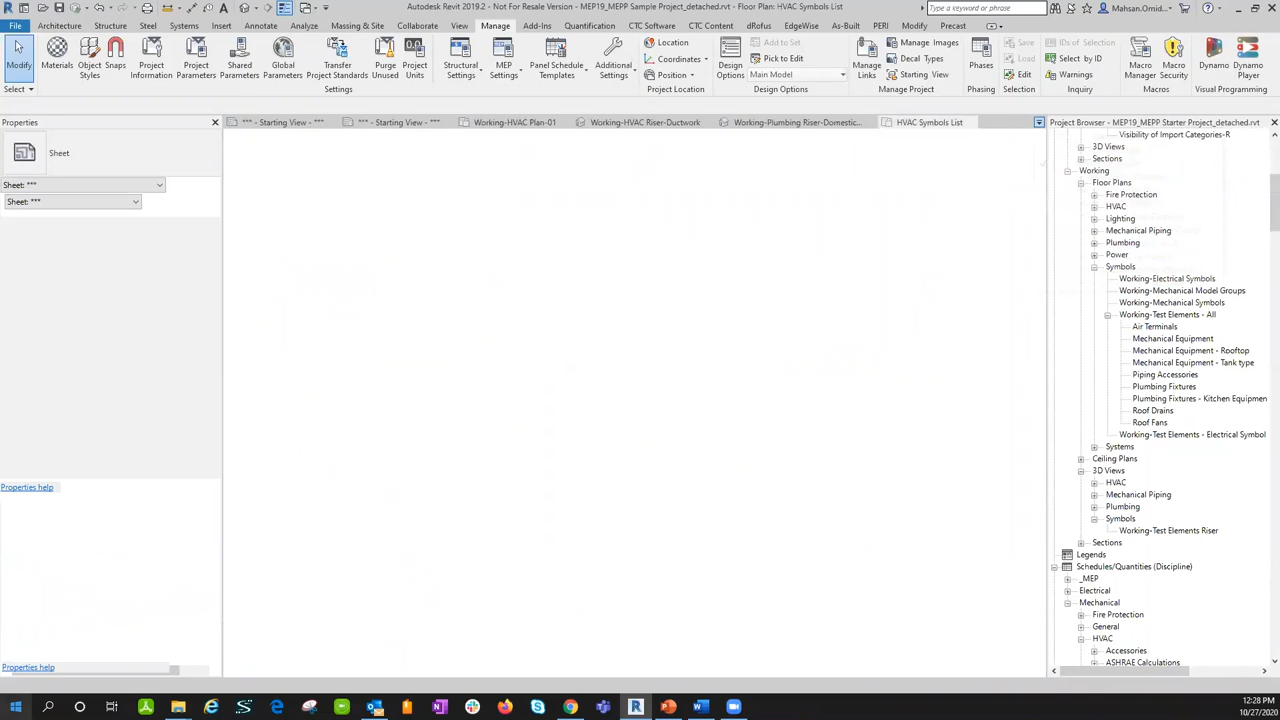 Autodesk Revit 2019.2 - Not For Resale Version - MEP19_MEPP Sample Project_detached.rvt - Floor Plan: HVAC Symbols List
Type a keyword or phrase
Mahsan.Omid...
File Architecture Structure Steel Systems Insert Annotate Analyze Massing & Site Collaborate View Manage Add-Ins Quantification CTC Software CTC Content dRofus EdgeWise As-Built PERI Modify Precast
Modify
Materials
Object Styles
Snaps
Project Information
Project Parameters
Shared Parameters
Global Parameters
Transfer Project Standards
Purge Unused
Project Units
Structural Settings
MEP Settings
Panel Schedule Templates
Additional Settings
Location
Coordinates
Position
Design Options
Add to Set
Pick to Edit
Main Model
Manage Links
Manage Images
Decal Types
Starting View
Phases
Save
Load
Edit
IDs of Selection
Select by ID
Warnings
Macro Manager
Macro Security
Dynamo
Dynamo Player
Select Settings Project Location Design Options Manage Project Phasing Selection Inquiry Macros Visual Programming
Properties
*** - Starting View - ***
*** - Starting View - ***
Working-HVAC Plan-01
Working-HVAC Riser-Ductwork
Working-Plumbing Riser-Domestic...
HVAC Symbols List
Project Browser - MEP19_MEPP Starter Project_detached.rvt
Sheet
Sheet: ***
Sheet: ***
Properties help
Properties help
Visibility of Import Categories-R
3D Views
Sections
Working
Floor Plans
Fire Protection
HVAC
Lighting
Mechanical Piping
Plumbing
Power
Symbols
Working-Electrical Symbols
Working-Mechanical Model Groups
Working-Mechanical Symbols
Working-Test Elements - All
Air Terminals
Mechanical Equipment
Mechanical Equipment - Rooftop
Mechanical Equipment - Tank type
Piping Accessories
Plumbing Fixtures
Plumbing Fixtures - Kitchen Equipmen
Roof Drains
Roof Fans
Working-Test Elements - Electrical Symbol
Systems
Ceiling Plans
3D Views
HVAC
Mechanical Piping
Plumbing
Symbols
Working-Test Elements Riser
Sections
Legends
Schedules/Quantities (Discipline)
_MEP
Electrical
Mechanical
Fire Protection
General
HVAC
Accessories
ASHRAE Calculations
12:28 PM
10/27/2020